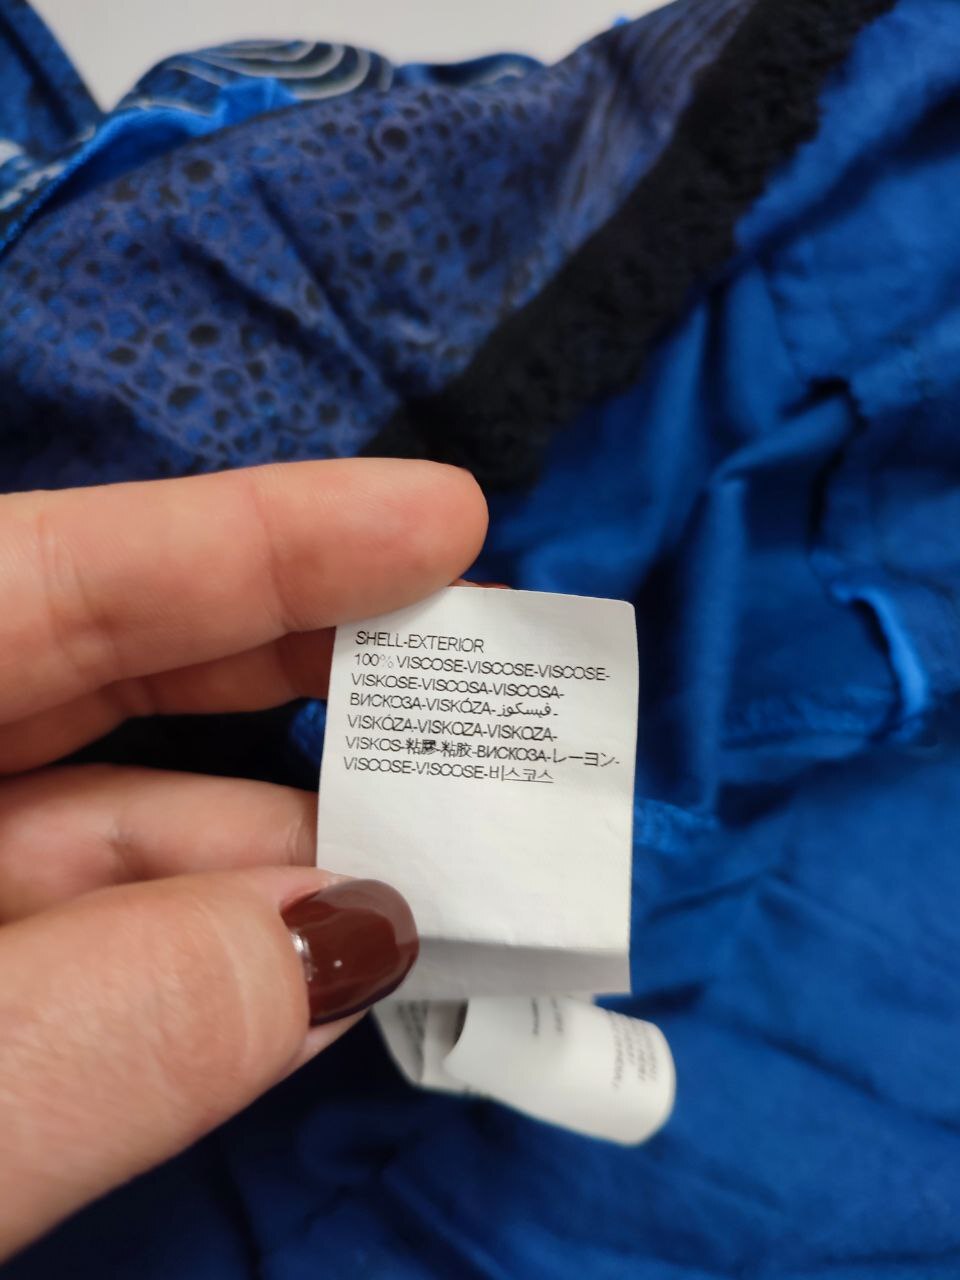 SHELL-EXTERIOR
100% VISCOSE-VISCOSE-VISCOSE-
VISKOSE-VISCOSA-VISCOSA-
ВИСКОЗА-VISKÓZA-فيسكوز-
VISKÓZA-VISKOZA-VISKOZA-
VISKOS-粘膠-粘胶-ВИСКОЗА-レーヨン-
VISCOSE-VISCOSE-비스코스